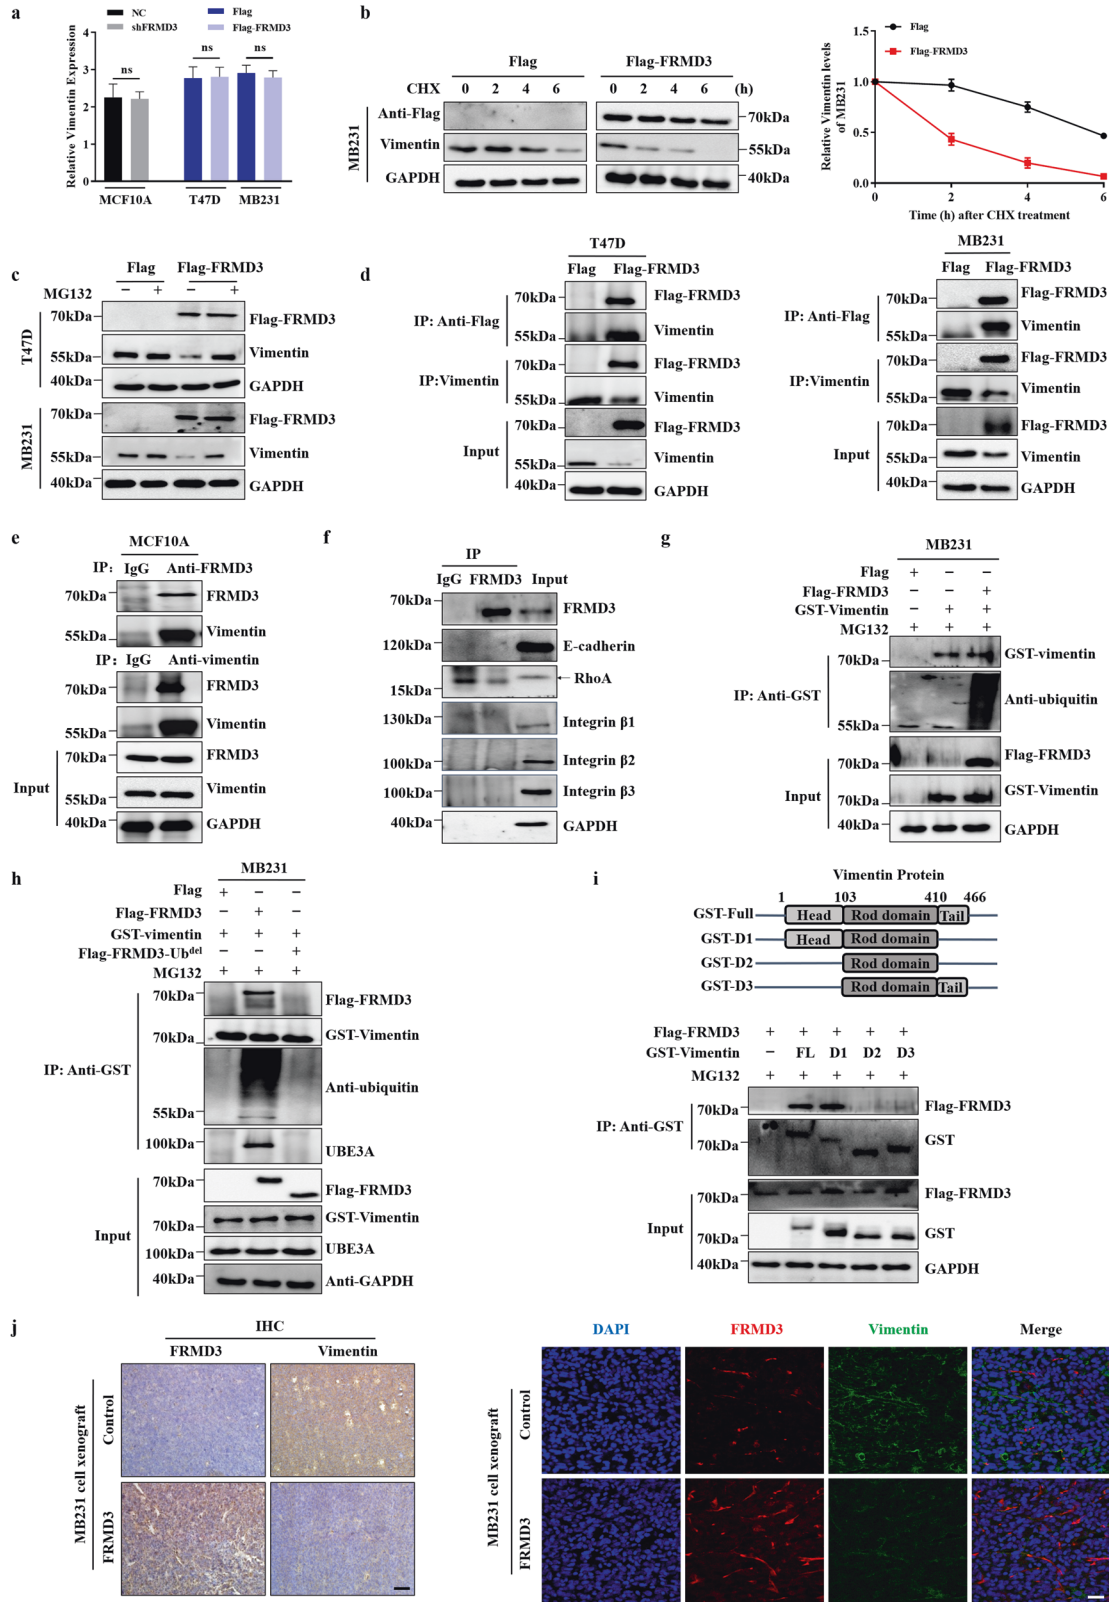 a
NC
shFRMD3
Flag
Flag-FRMD3
Relative Vimentin Expression
4
3
2
1
0
ns
ns
ns
MCF10A
T47D
MB231
b
Flag
Flag-FRMD3
CHX
0 2 4 6
0 2 4 6
(h)
MB231
Anti-Flag
70kDa
Vimentin
55kDa
GAPDH
40kDa
Flag
Flag-FRMD3
Relative Vimentin levels
of MB231
1.5
1.0
0.5
0.0
0 2 4 6
Time (h) after CHX treatment
c
Flag
Flag-FRMD3
MG132 − + − +
T47D
70kDa
Flag-FRMD3
55kDa
Vimentin
40kDa
GAPDH
MB231
70kDa
Flag-FRMD3
55kDa
Vimentin
40kDa
GAPDH
d
T47D
Flag Flag-FRMD3
IP: Anti-Flag
70kDa
Flag-FRMD3
55kDa
Vimentin
IP:Vimentin
70kDa
Flag-FRMD3
55kDa
Vimentin
Input
70kDa
Flag-FRMD3
55kDa
Vimentin
40kDa
GAPDH
MB231
Flag Flag-FRMD3
IP: Anti-Flag
70kDa
Flag-FRMD3
55kDa
Vimentin
IP:Vimentin
70kDa
Flag-FRMD3
55kDa
Vimentin
Input
70kDa
Flag-FRMD3
55kDa
Vimentin
40kDa
GAPDH
e
MCF10A
IP: IgG Anti-FRMD3
70kDa
FRMD3
55kDa
Vimentin
IP: IgG Anti-vimentin
70kDa
FRMD3
55kDa
Vimentin
Input
70kDa
FRMD3
55kDa
Vimentin
40kDa
GAPDH
f
IP
IgG FRMD3 Input
70kDa
FRMD3
120kDa
E-cadherin
15kDa
RhoA
130kDa
Integrin β1
100kDa
Integrin β2
100kDa
Integrin β3
40kDa
GAPDH
g
MB231
Flag + − −
Flag-FRMD3 − − +
GST-Vimentin − + +
MG132 + + +
IP: Anti-GST
70kDa
GST-vimentin
Anti-ubiquitin
55kDa
Input
70kDa
Flag-FRMD3
70kDa
GST-Vimentin
40kDa
GAPDH
h
MB231
Flag + − −
Flag-FRMD3 − + −
GST-vimentin + + +
Flag-FRMD3-Ubdel − − +
MG132 + + +
IP: Anti-GST
70kDa
Flag-FRMD3
70kDa
GST-Vimentin
Anti-ubiquitin
55kDa
100kDa
UBE3A
Input
70kDa
Flag-FRMD3
70kDa
GST-Vimentin
100kDa
UBE3A
40kDa
Anti-GAPDH
i
Vimentin Protein
1 103 410 466
GST-Full Head Rod domain Tail
GST-D1 Head Rod domain
GST-D2 Rod domain
GST-D3 Rod domain Tail
Flag-FRMD3 + + + + +
GST-Vimentin − FL D1 D2 D3
MG132 + + + + +
IP: Anti-GST
70kDa
Flag-FRMD3
70kDa
GST
Input
70kDa
Flag-FRMD3
70kDa
GST
40kDa
GAPDH
j
IHC
FRMD3
Vimentin
MB231 cell xenograft
Control
FRMD3
DAPI
FRMD3
Vimentin
Merge
MB231 cell xenograft
Control
FRMD3